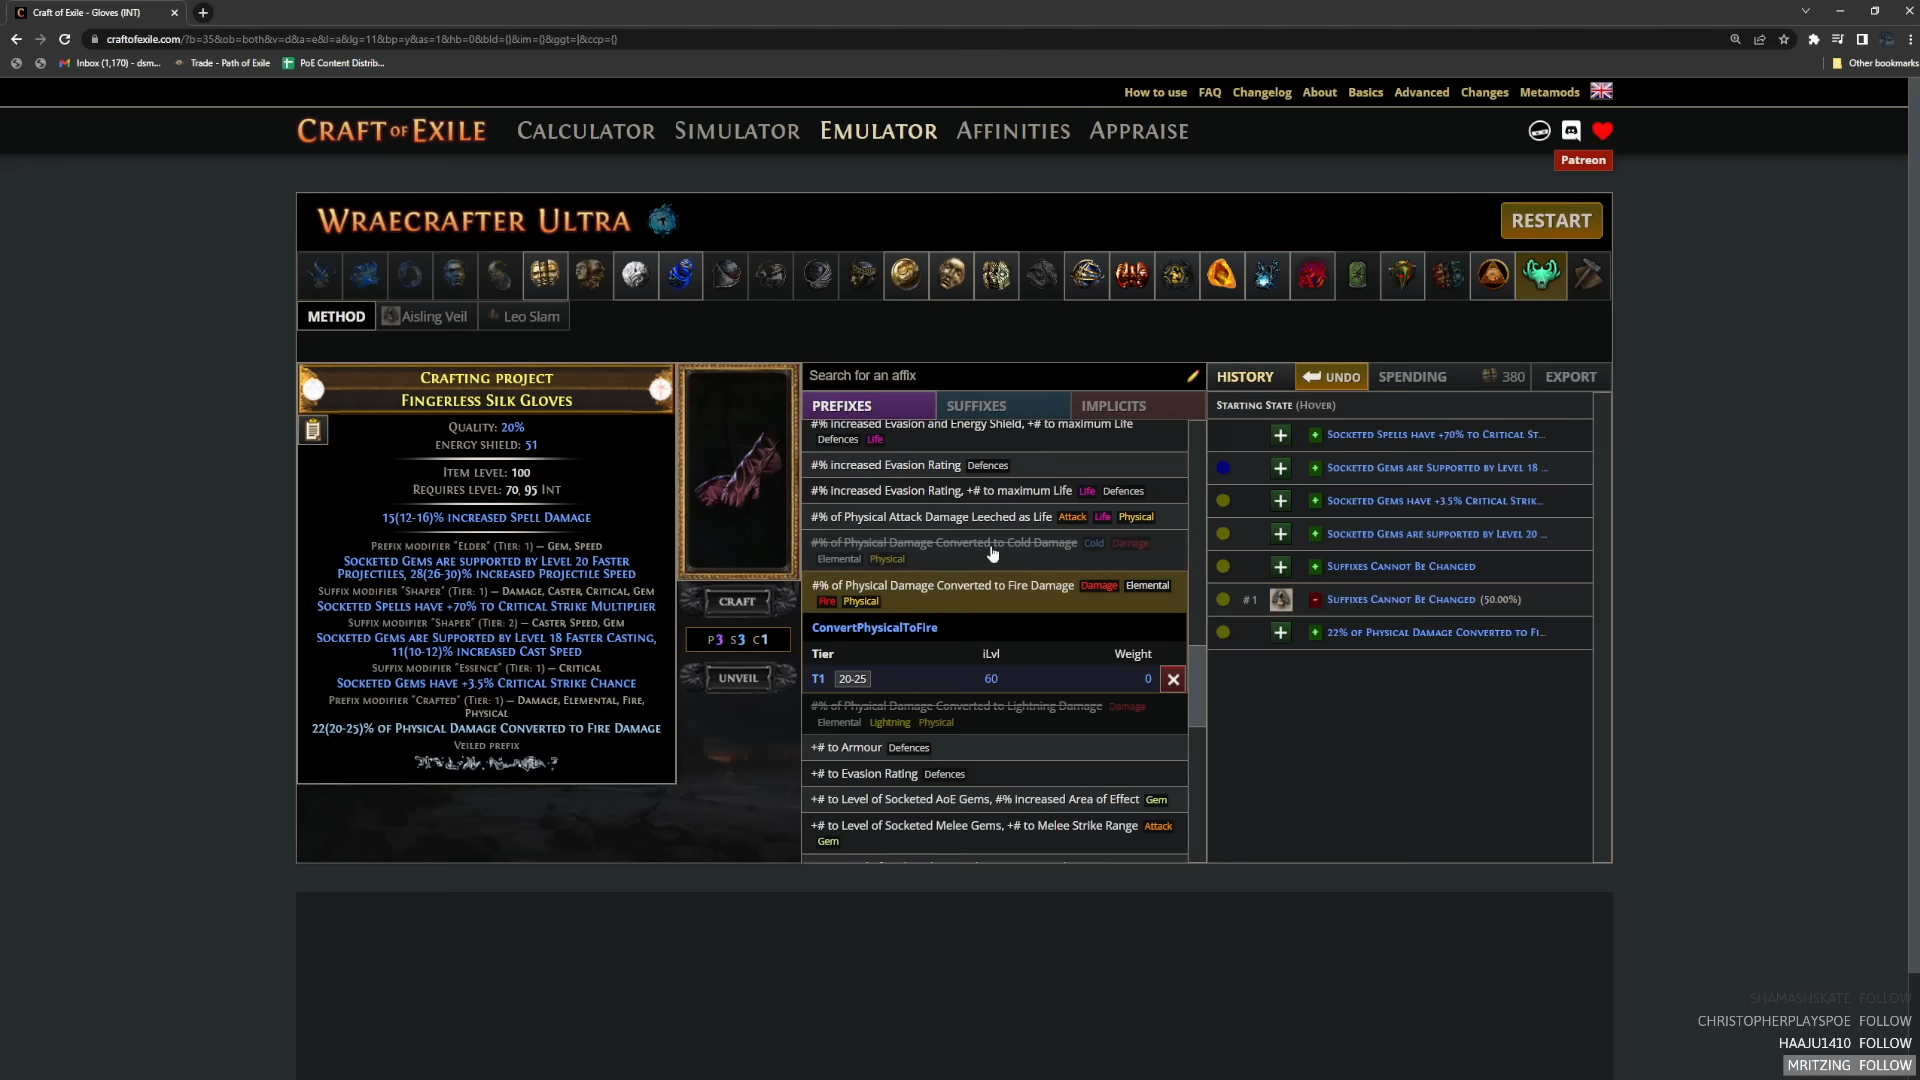 Craft of Exile - Gloves (INT)
craftofexile.com/?b=35&ob=both&v=d&a=e&l=a&lg=11&bp=y&as=1&hb=0&bld={}&im={}&ggt=|&ccp={}
Inbox (1,170) - dsm...
Trade - Path of Exile
PoE Content Distrib...
Other bookmarks
How to use FAQ Changelog About Basics Advanced Changes Metamods
CRAFT OF EXILE CALCULATOR SIMULATOR EMULATOR AFFINITIES APPRAISE
Patreon
WRAECRAFTER ULTRA
RESTART
METHOD Aisling Veil Leo Slam
CRAFTING PROJECT
FINGERLESS SILK GLOVES
QUALITY: 20%
ENERGY SHIELD: 51
ITEM LEVEL: 100
REQUIRES LEVEL: 70, 95 INT
15(12-16)% INCREASED SPELL DAMAGE
PREFIX MODIFIER "ELDER" (TIER: 1) — GEM, SPEED
SOCKETED GEMS ARE SUPPORTED BY LEVEL 20 FASTER
PROJECTILES, 28(26-30)% INCREASED PROJECTILE SPEED
SUFFIX MODIFIER "SHAPER" (TIER: 1) — DAMAGE, CASTER, CRITICAL, GEM
SOCKETED SPELLS HAVE +70% TO CRITICAL STRIKE MULTIPLIER
SUFFIX MODIFIER "SHAPER" (TIER: 2) — CASTER, SPEED, GEM
SOCKETED GEMS ARE SUPPORTED BY LEVEL 18 FASTER CASTING,
11(10-12)% INCREASED CAST SPEED
SUFFIX MODIFIER "ESSENCE" (TIER: 1) — CRITICAL
SOCKETED GEMS HAVE +3.5% CRITICAL STRIKE CHANCE
PREFIX MODIFIER "CRAFTED" (TIER: 1) — DAMAGE, ELEMENTAL, FIRE,
PHYSICAL
22(20-25)% OF PHYSICAL DAMAGE CONVERTED TO FIRE DAMAGE
VEILED PREFIX
CRAFT
P3 S3 C1
UNVEIL
Search for an affix
PREFIXES SUFFIXES IMPLICITS
#% increased Evasion and Energy Shield, +# to maximum Life
Defences Life
#% increased Evasion Rating Defences
#% increased Evasion Rating, +# to maximum Life Life Defences
#% of Physical Attack Damage Leeched as Life Attack Life Physical
#% of Physical Damage Converted to Cold Damage Cold Damage
Elemental Physical
#% of Physical Damage Converted to Fire Damage Damage Elemental
Fire Physical
ConvertPhysicalToFire
Tier iLvl Weight
T1 20-25 60 0
#% of Physical Damage Converted to Lightning Damage Damage
Elemental Lightning Physical
+# to Armour Defences
+# to Evasion Rating Defences
+# to Level of Socketed AoE Gems, #% increased Area of Effect Gem
+# to Level of Socketed Melee Gems, +# to Melee Strike Range Attack
Gem
HISTORY UNDO SPENDING 380 EXPORT
STARTING STATE (HOVER)
+ SOCKETED SPELLS HAVE +70% TO CRITICAL ST...
+ SOCKETED GEMS ARE SUPPORTED BY LEVEL 18 ...
+ SOCKETED GEMS HAVE +3.5% CRITICAL STRIK...
+ SOCKETED GEMS ARE SUPPORTED BY LEVEL 20 ...
+ SUFFIXES CANNOT BE CHANGED
#1 - SUFFIXES CANNOT BE CHANGED (50.00%)
+ 22% OF PHYSICAL DAMAGE CONVERTED TO FI...
SHAMASHSKATE FOLLOW
CHRISTOPHERPLAYSPOE FOLLOW
HAAJU1410 FOLLOW
MRITZING FOLLOW